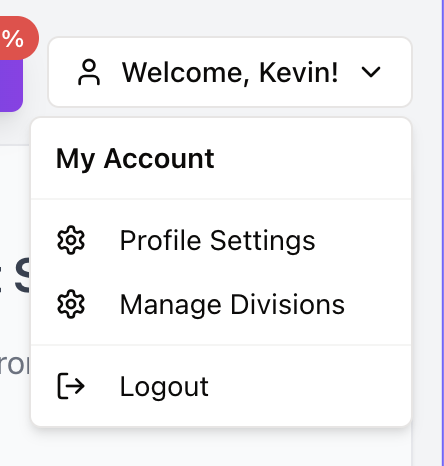 %
Welcome, Kevin!
My Account
Profile Settings
Manage Divisions
Logout